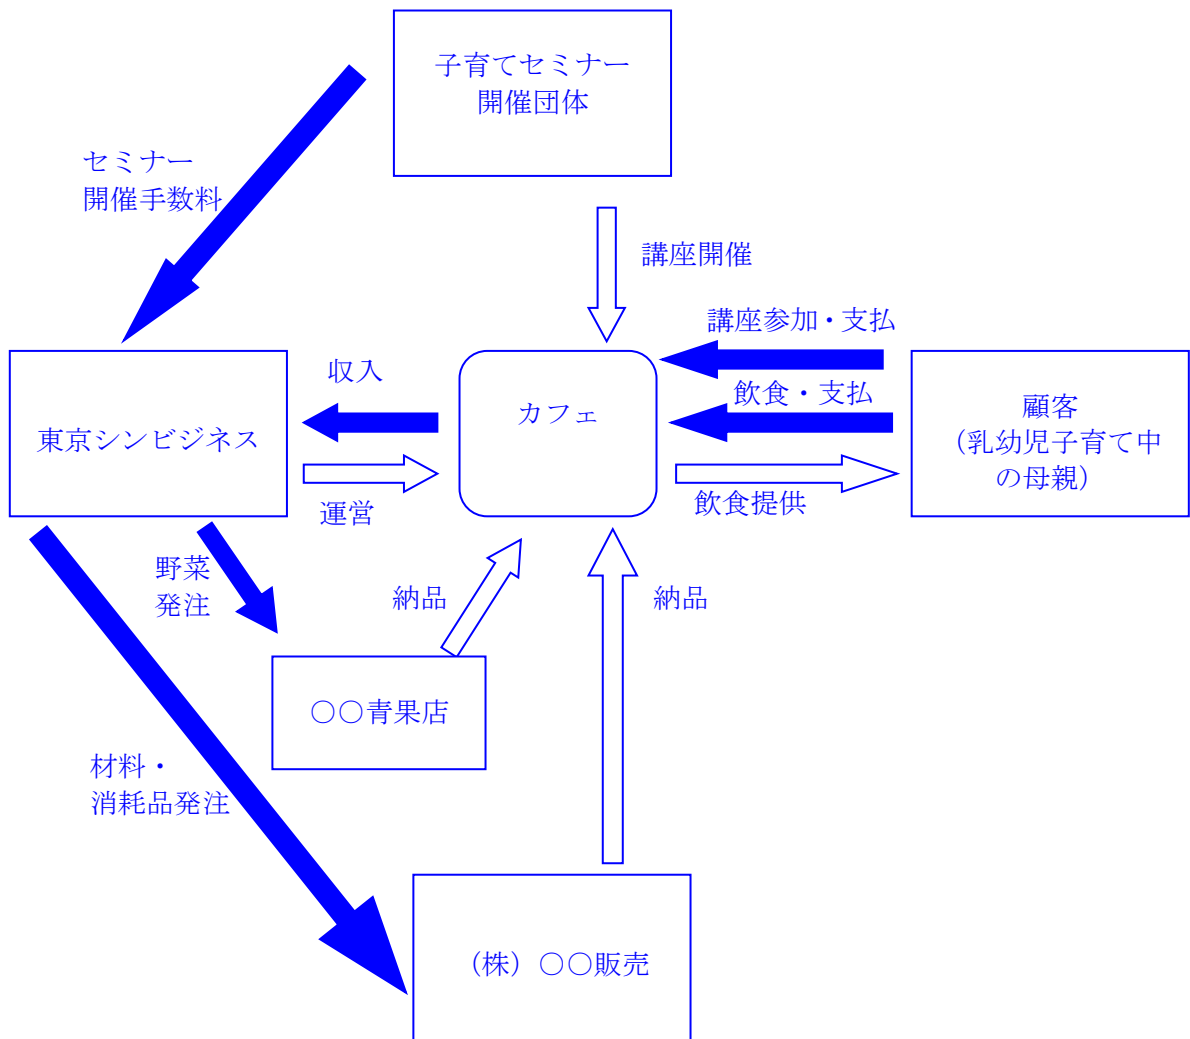 子育てセミナー
開催団体
セミナー
開催手数料
講座開催
講座参加・支払
収入
飲食・支払
カフェ
顧客
（乳幼児子育て中
の母親）
東京シンビジネス
運営
飲食提供
野菜
発注
納品
納品
〇〇青果店
材料・
消耗品発注
（株）〇〇販売